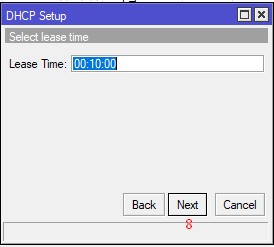 DHCP Setup
Select lease time
Lease Time: 00:10:00
Back Next Cancel
8